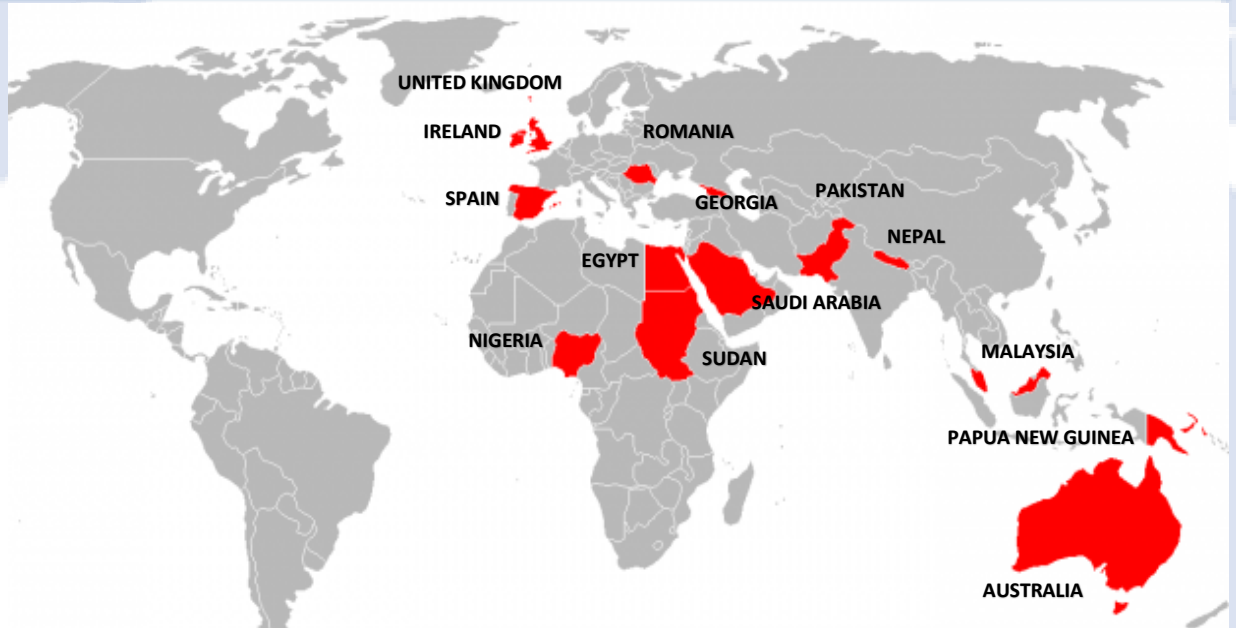 UNITED KINGDOM
IRELAND
ROMANIA
SPAIN
GEORGIA
PAKISTAN
NEPAL
EGYPT
SAUDI ARABIA
NIGERIA
SUDAN
MALAYSIA
PAPUA NEW GUINEA
AUSTRALIA